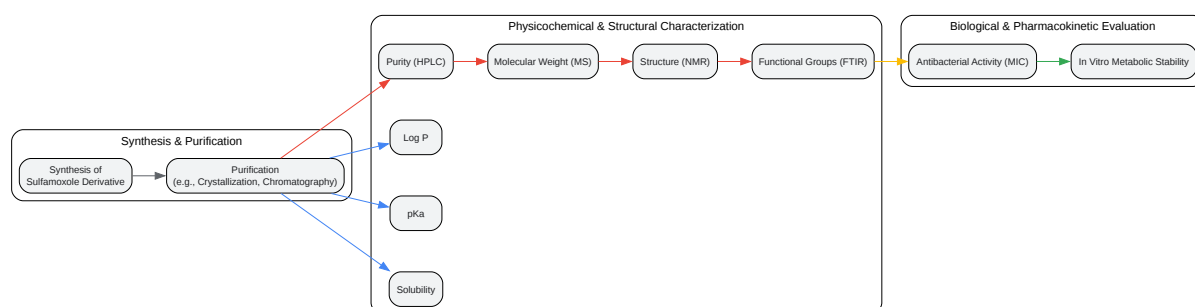 Physicochemical & Structural Characterization
Biological & Pharmacokinetic Evaluation
Purity (HPLC)
Molecular Weight (MS)
Structure (NMR)
Functional Groups (FTIR)
Antibacterial Activity (MIC)
In Vitro Metabolic Stability
Synthesis & Purification
Log P
Synthesis of
Sulfamoxole Derivative
Purification
(e.g., Crystallization, Chromatography)
pKa
Solubility